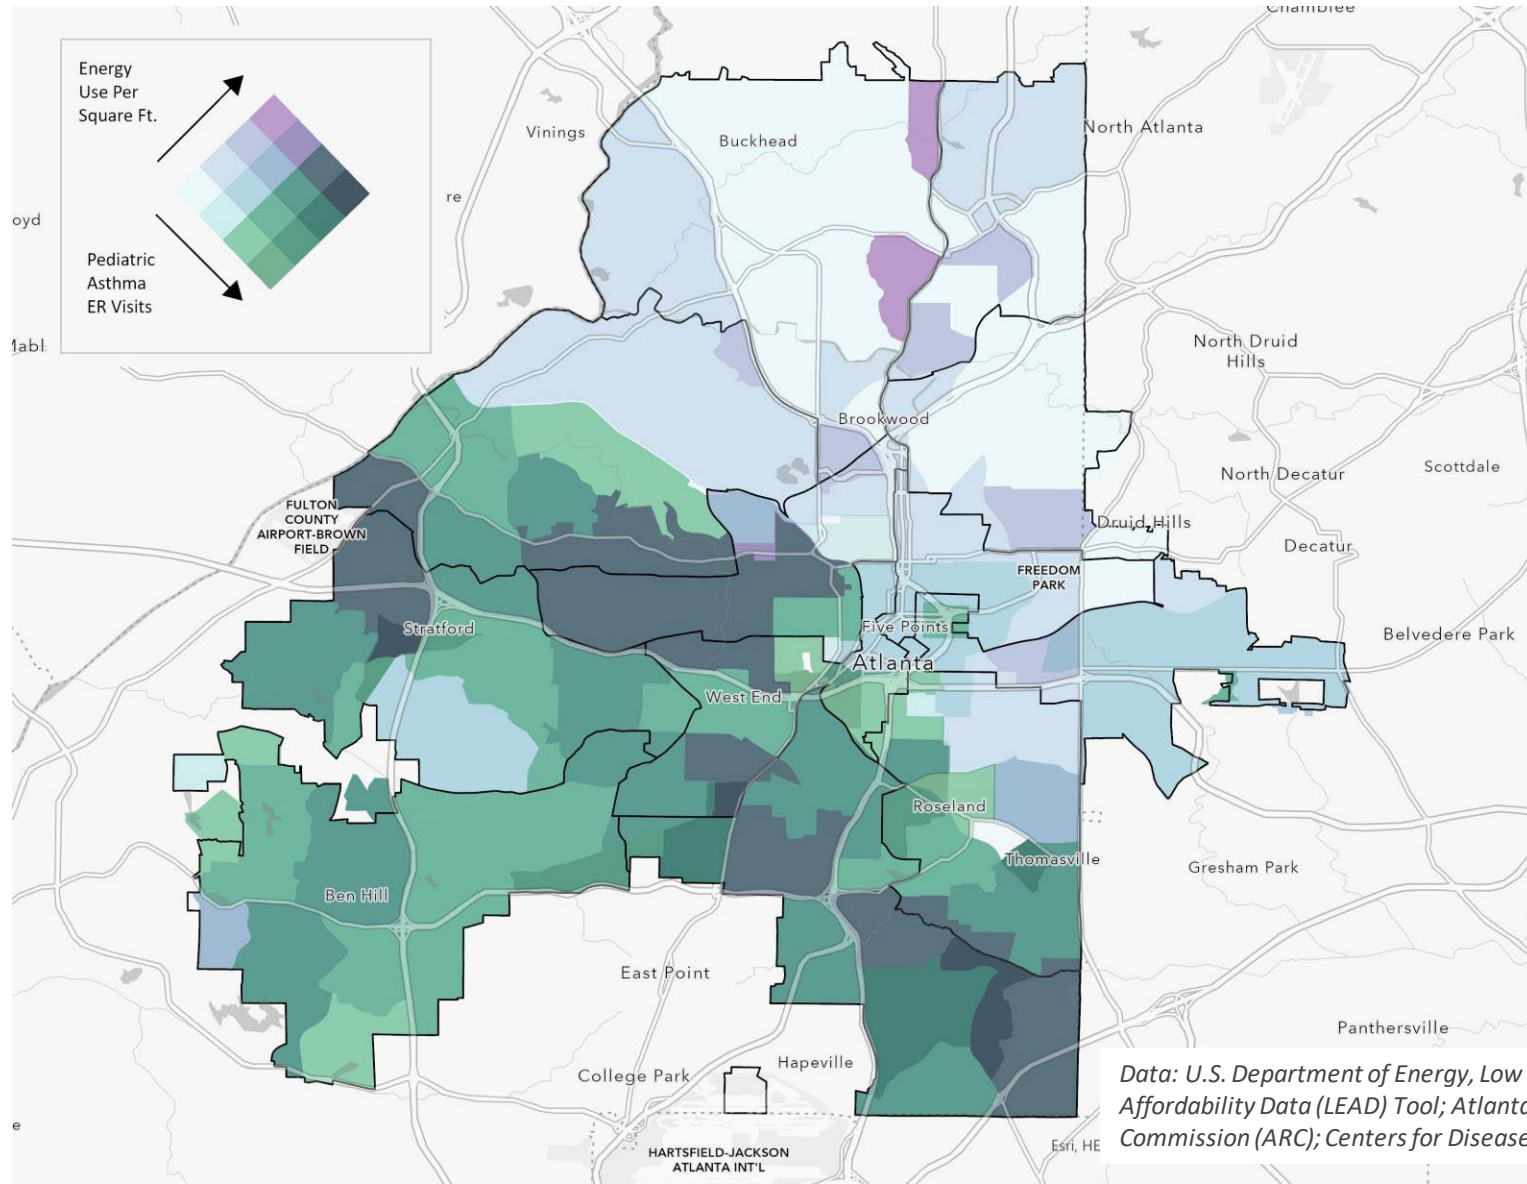 Chamblee
Energy
Use Per
Square Ft.
Vinings
Buckhead
North Atlanta
re
oyd
Pediatric
Asthma
ER Visits
Mabl
North Druid
Hills
Brookwood
North Decatur
Scottdale
FULTON
COUNTY
AIRPORT-BROWN
FIELD
Druid Hills
Decatur
FREEDOM
PARK
Stratford
Five Points
Belvedere Park
Atlanta
West End
Roseland
Thomasville
Gresham Park
Ben Hill
East Point
Panthersville
Hapeville
College Park
Data: U.S. Department of Energy, Low
Affordability Data (LEAD) Tool; Atlanta
Commission (ARC); Centers for Disease
e
HARTSFIELD-JACKSON
ATLANTA INT'L
Esri, HE